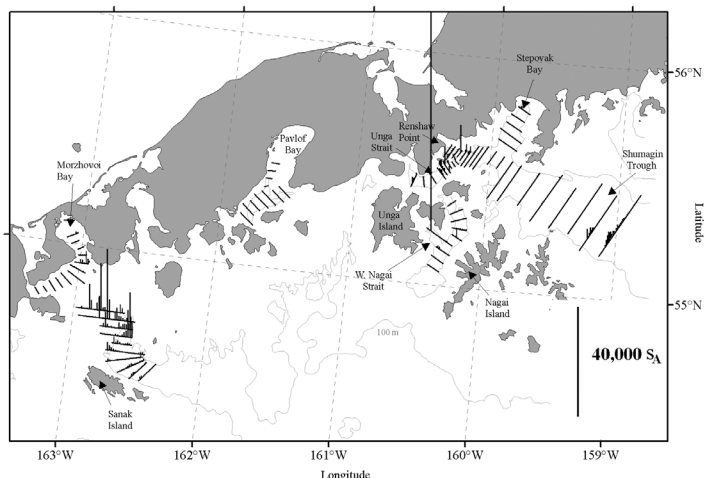 Stepovak
Bay
56°N
Renshaw
Point
Unga
Strait
Pavlof
Bay
Shumagin
Trough
Morzhovoi
Bay
Unga
Island
Latitude
W. Nagai
Strait
Nagai
Island
55°N
100 m
40,000 SA
Sanak
Island
163°W
162°W
161°W
160°W
159°W
Longitude